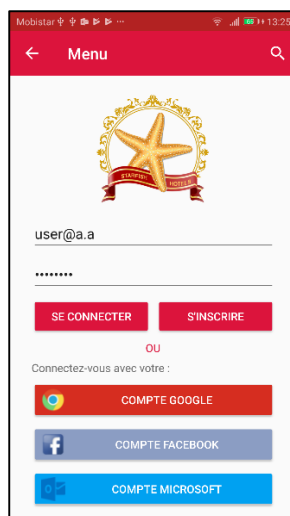 Mobistar ... 13:25
Menu
STARFISH HOTELS
user@a.a
••••••••
SE CONNECTER S'INSCRIRE
OU
Connectez-vous avec votre :
COMPTE GOOGLE
COMPTE FACEBOOK
COMPTE MICROSOFT